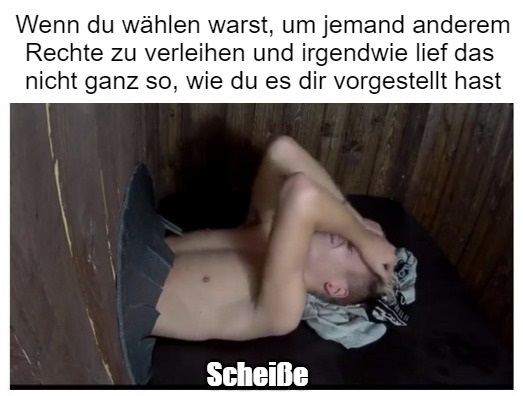 Wenn du wählen warst, um jemand anderem
Rechte zu verleihen und irgendwie lief das
nicht ganz so, wie du es dir vorgestellt hast
Scheiße